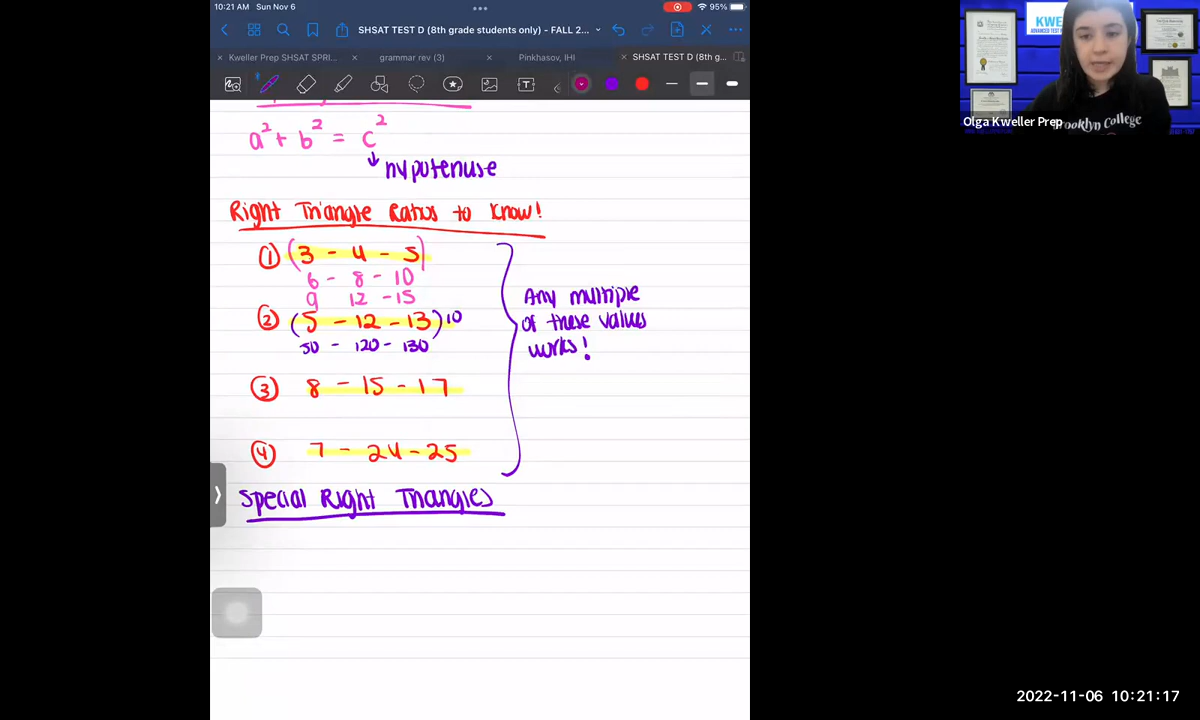 10:21 AM Sun Nov 6
95%
SHSAT TEST D (8th grade students only) - FALL 2...
Kweller Prep SHSAT SPRI...
grammar rev (3)
Pinkhasov, IHI
SHSAT TEST D (8th g...
a² + b² = c²
hypotenuse
Right Triangle Ratios to Know!
① (3 - 4 - 5)
6 - 8 - 10
9 12 - 15
② (5 - 12 - 13) 10
50 - 120 - 130
③ 8 - 15 - 17
④ 7 - 24 - 25
Any multiple
of these values
works!
Special Right Triangles
KWE
ADVANCED TEST
Brooklyn College
Olga Kweller Prep
2022-11-06 10:21:17